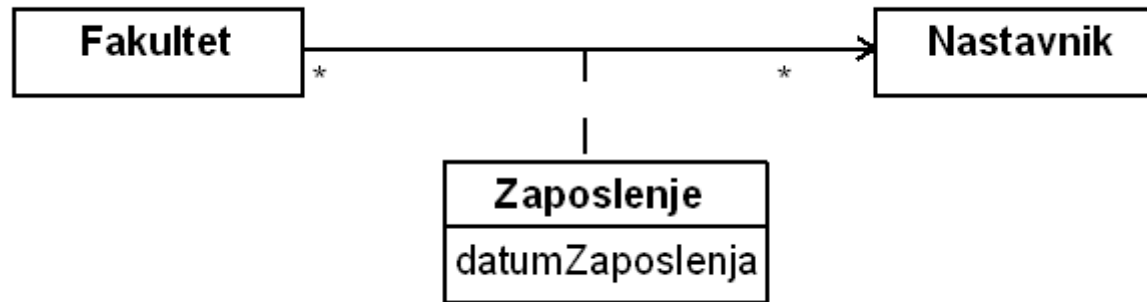 Fakultet
Nastavnik
*
*
Zaposlenje
datumZaposlenja